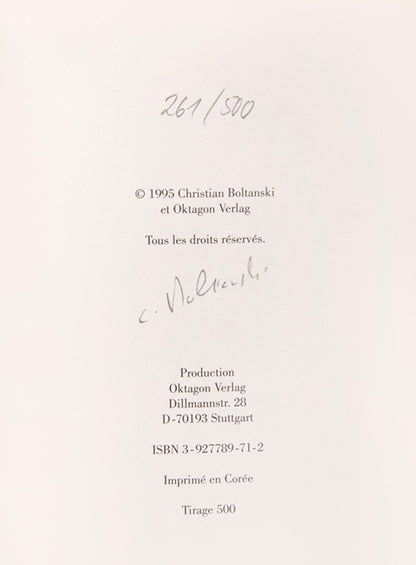 261/500
© 1995 Christian Boltanski
et Oktagon Verlag
Tous les droits réservés.
C. Boltanski
Production
Oktagon Verlag
Dillmannstr. 28
D-70193 Stuttgart
ISBN 3-927789-71-2
Imprimé en Corée
Tirage 500